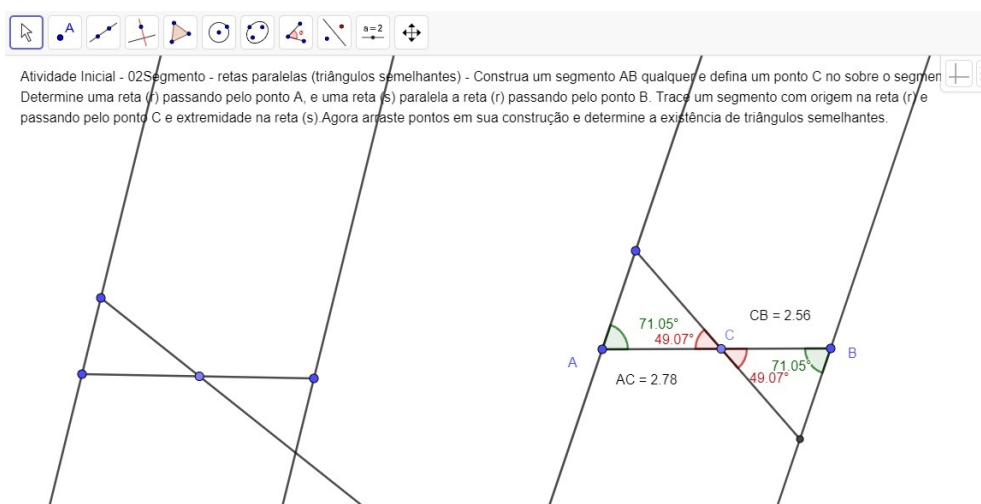 A
a=2
Atividade Inicial - 02Segmento - retas paralelas (triângulos semelhantes) - Construa um segmento AB qualquer e defina um ponto C no sobre o segmen
Determine uma reta (r) passando pelo ponto A, e uma reta (s) paralela a reta (r) passando pelo ponto B. Trace um segmento com origem na reta (r) e
passando pelo ponto C e extremidade na reta (s).Agora arraste pontos em sua construção e determine a existência de triângulos semelhantes.
CB = 2.56
71.05°
49.07°
C
A
B
71.05°
49.07°
AC = 2.78